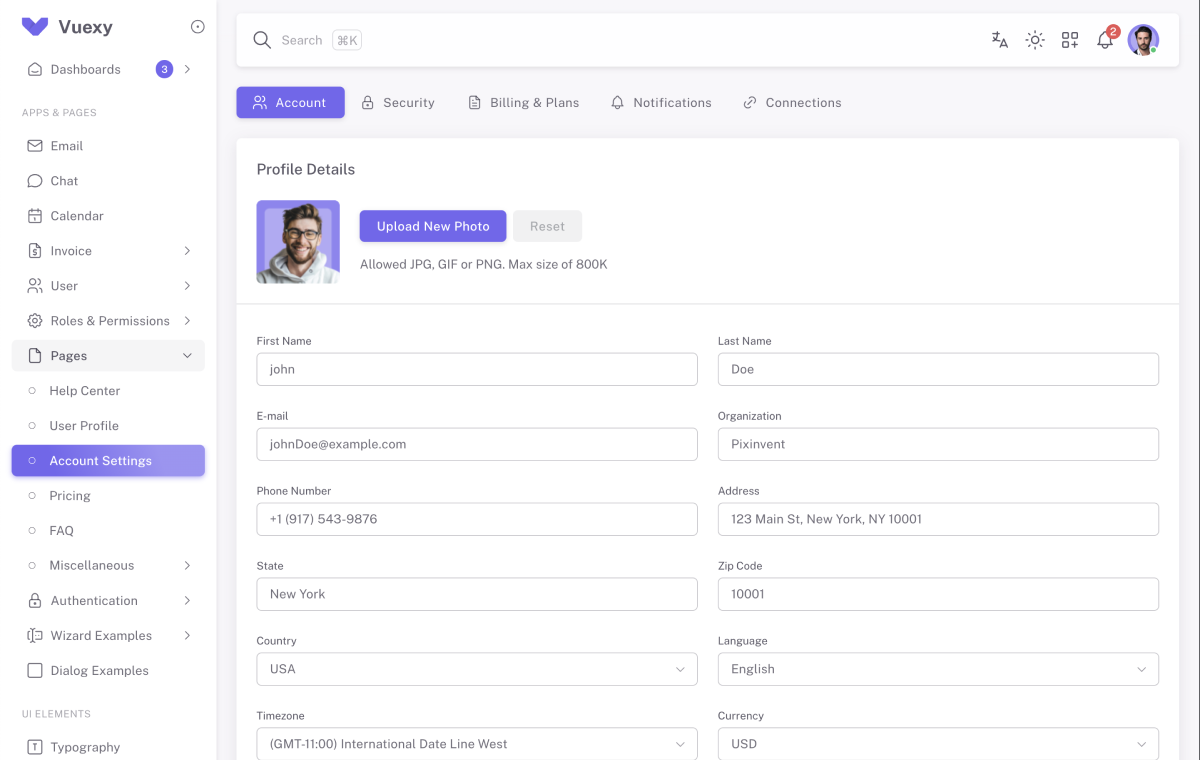 Vuexy
Dashboards 3
APPS & PAGES
Email
Chat
Calendar
Invoice
User
Roles & Permissions
Pages
Help Center
User Profile
Account Settings
Pricing
FAQ
Miscellaneous
Authentication
Wizard Examples
Dialog Examples
UI ELEMENTS
Typography
Search ⌘K
2
Account Security Billing & Plans Notifications Connections
Profile Details
Upload New Photo Reset
Allowed JPG, GIF or PNG. Max size of 800K
First Name Last Name
john Doe
E-mail Organization
johnDoe@example.com Pixinvent
Phone Number Address
+1 (917) 543-9876 123 Main St, New York, NY 10001
State Zip Code
New York 10001
Country Language
USA English
Timezone Currency
(GMT-11:00) International Date Line West USD